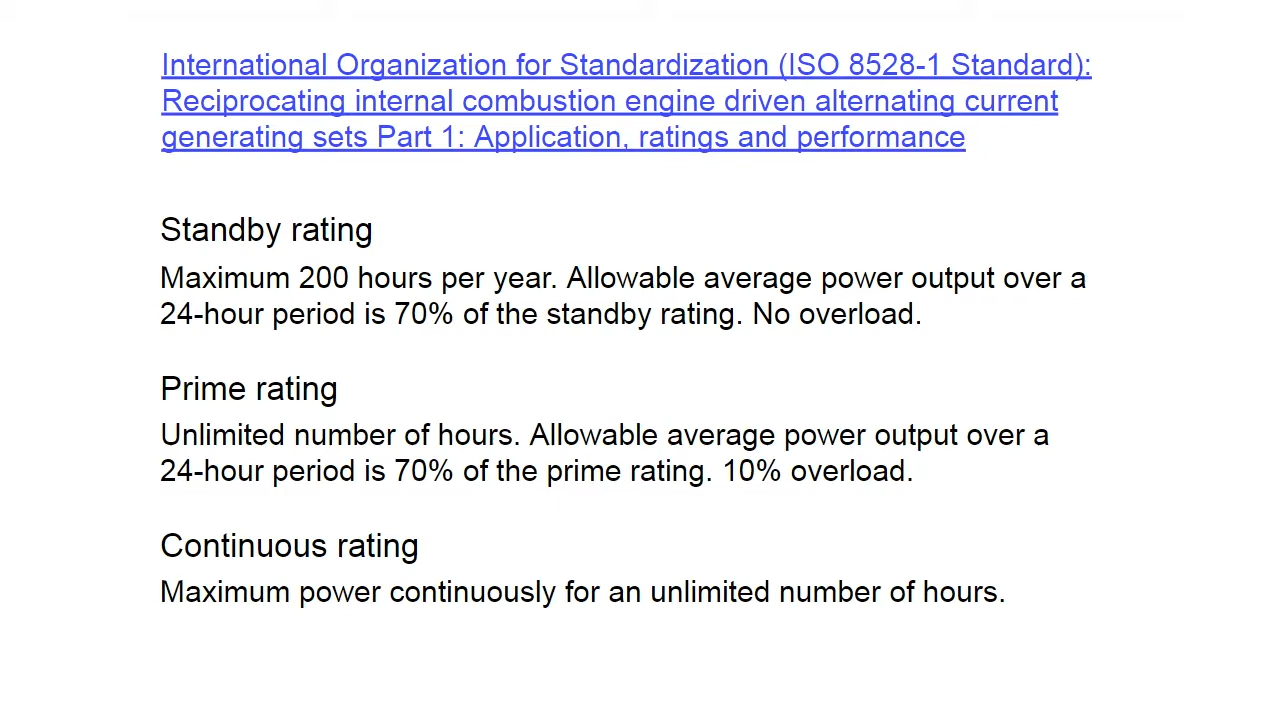 International Organization for Standardization (ISO 8528-1 Standard):
Reciprocating internal combustion engine driven alternating current
generating sets Part 1: Application, ratings and performance
Standby rating
Maximum 200 hours per year. Allowable average power output over a
24-hour period is 70% of the standby rating. No overload.
Prime rating
Unlimited number of hours. Allowable average power output over a
24-hour period is 70% of the prime rating. 10% overload.
Continuous rating
Maximum power continuously for an unlimited number of hours.